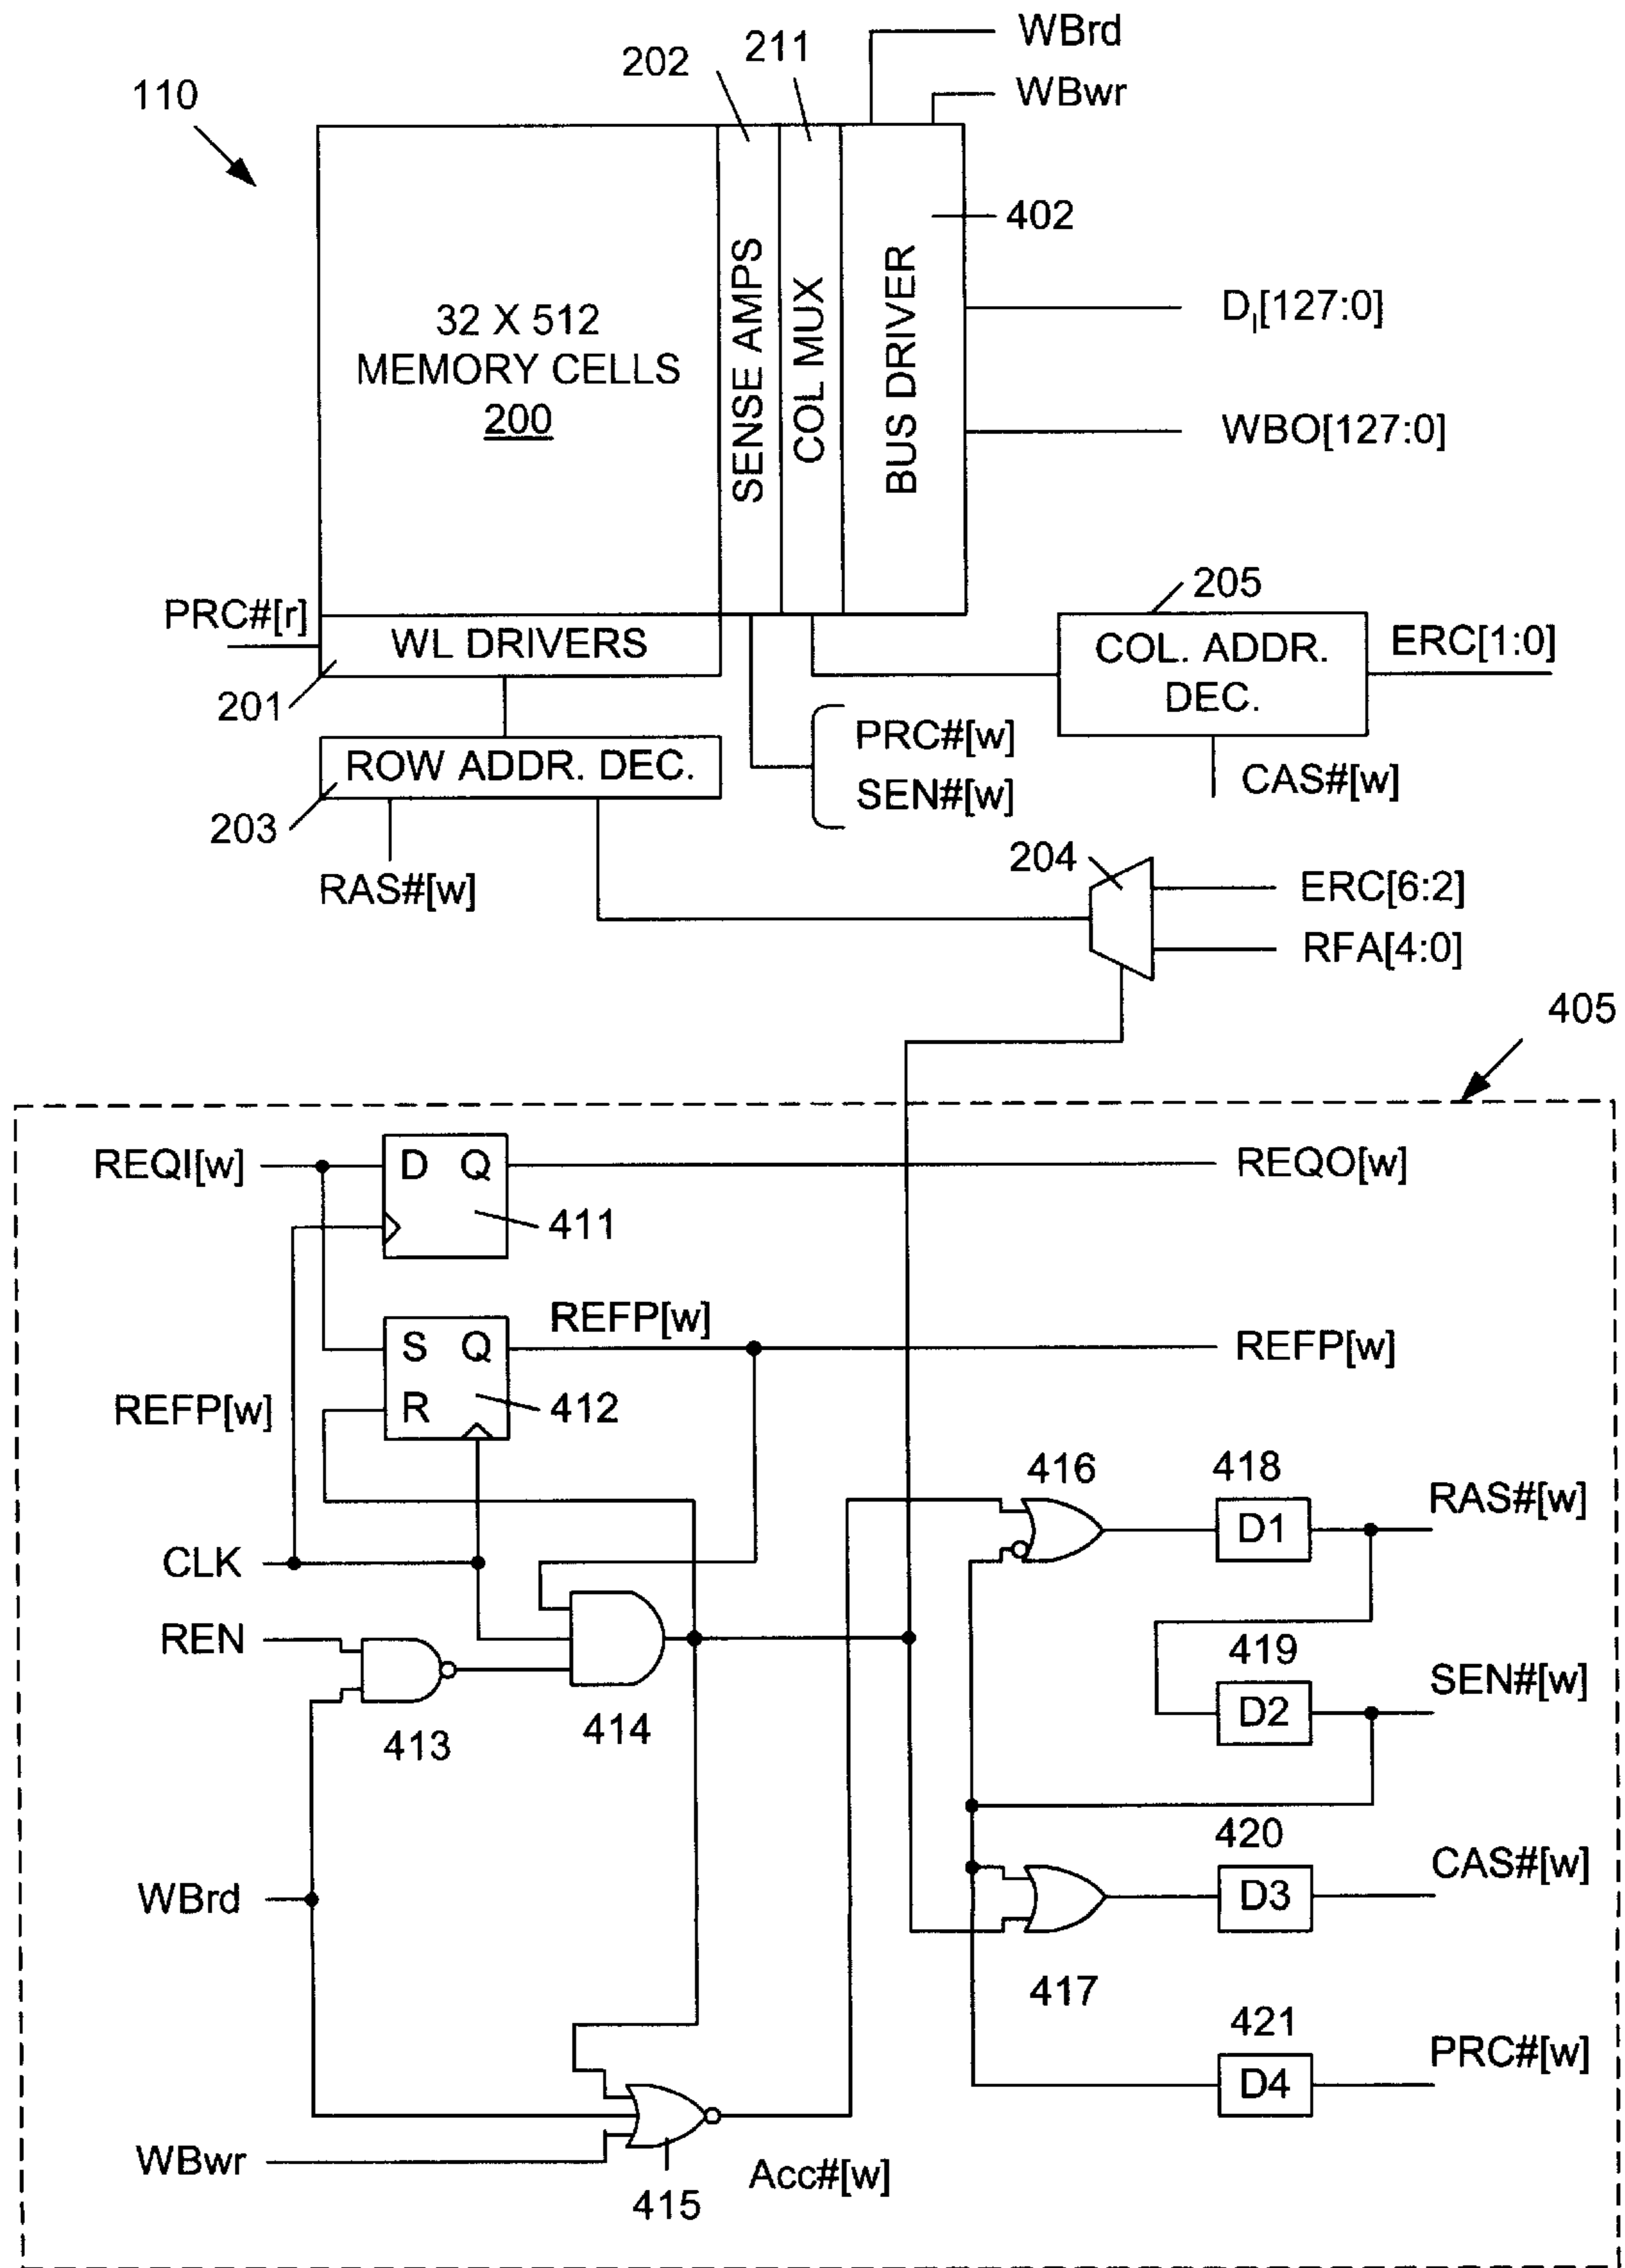 WBrd
211
202
WBwr
110
402
SENSE AMPS
COL MUX
BUS DRIVER
D_I[127:0]
32 X 512
MEMORY CELLS
200
WBO[127:0]
205
PRC#[r]
WL DRIVERS
COL. ADDR.
DEC.
ERC[1:0]
201
PRC#[w]
SEN#[w]
ROW ADDR. DEC.
CAS#[w]
203
204
RAS#[w]
ERC[6:2]
RFA[4:0]
405
REQI[w]
D Q
REQO[w]
411
REFP[w]
S Q
REFP[w]
REFP[w]
R
412
416
418
RAS#[w]
D1
CLK
REN
419
SEN#[w]
D2
413
414
420
CAS#[w]
WBrd
D3
417
421
PRC#[w]
D4
WBwr
Acc#[w]
415